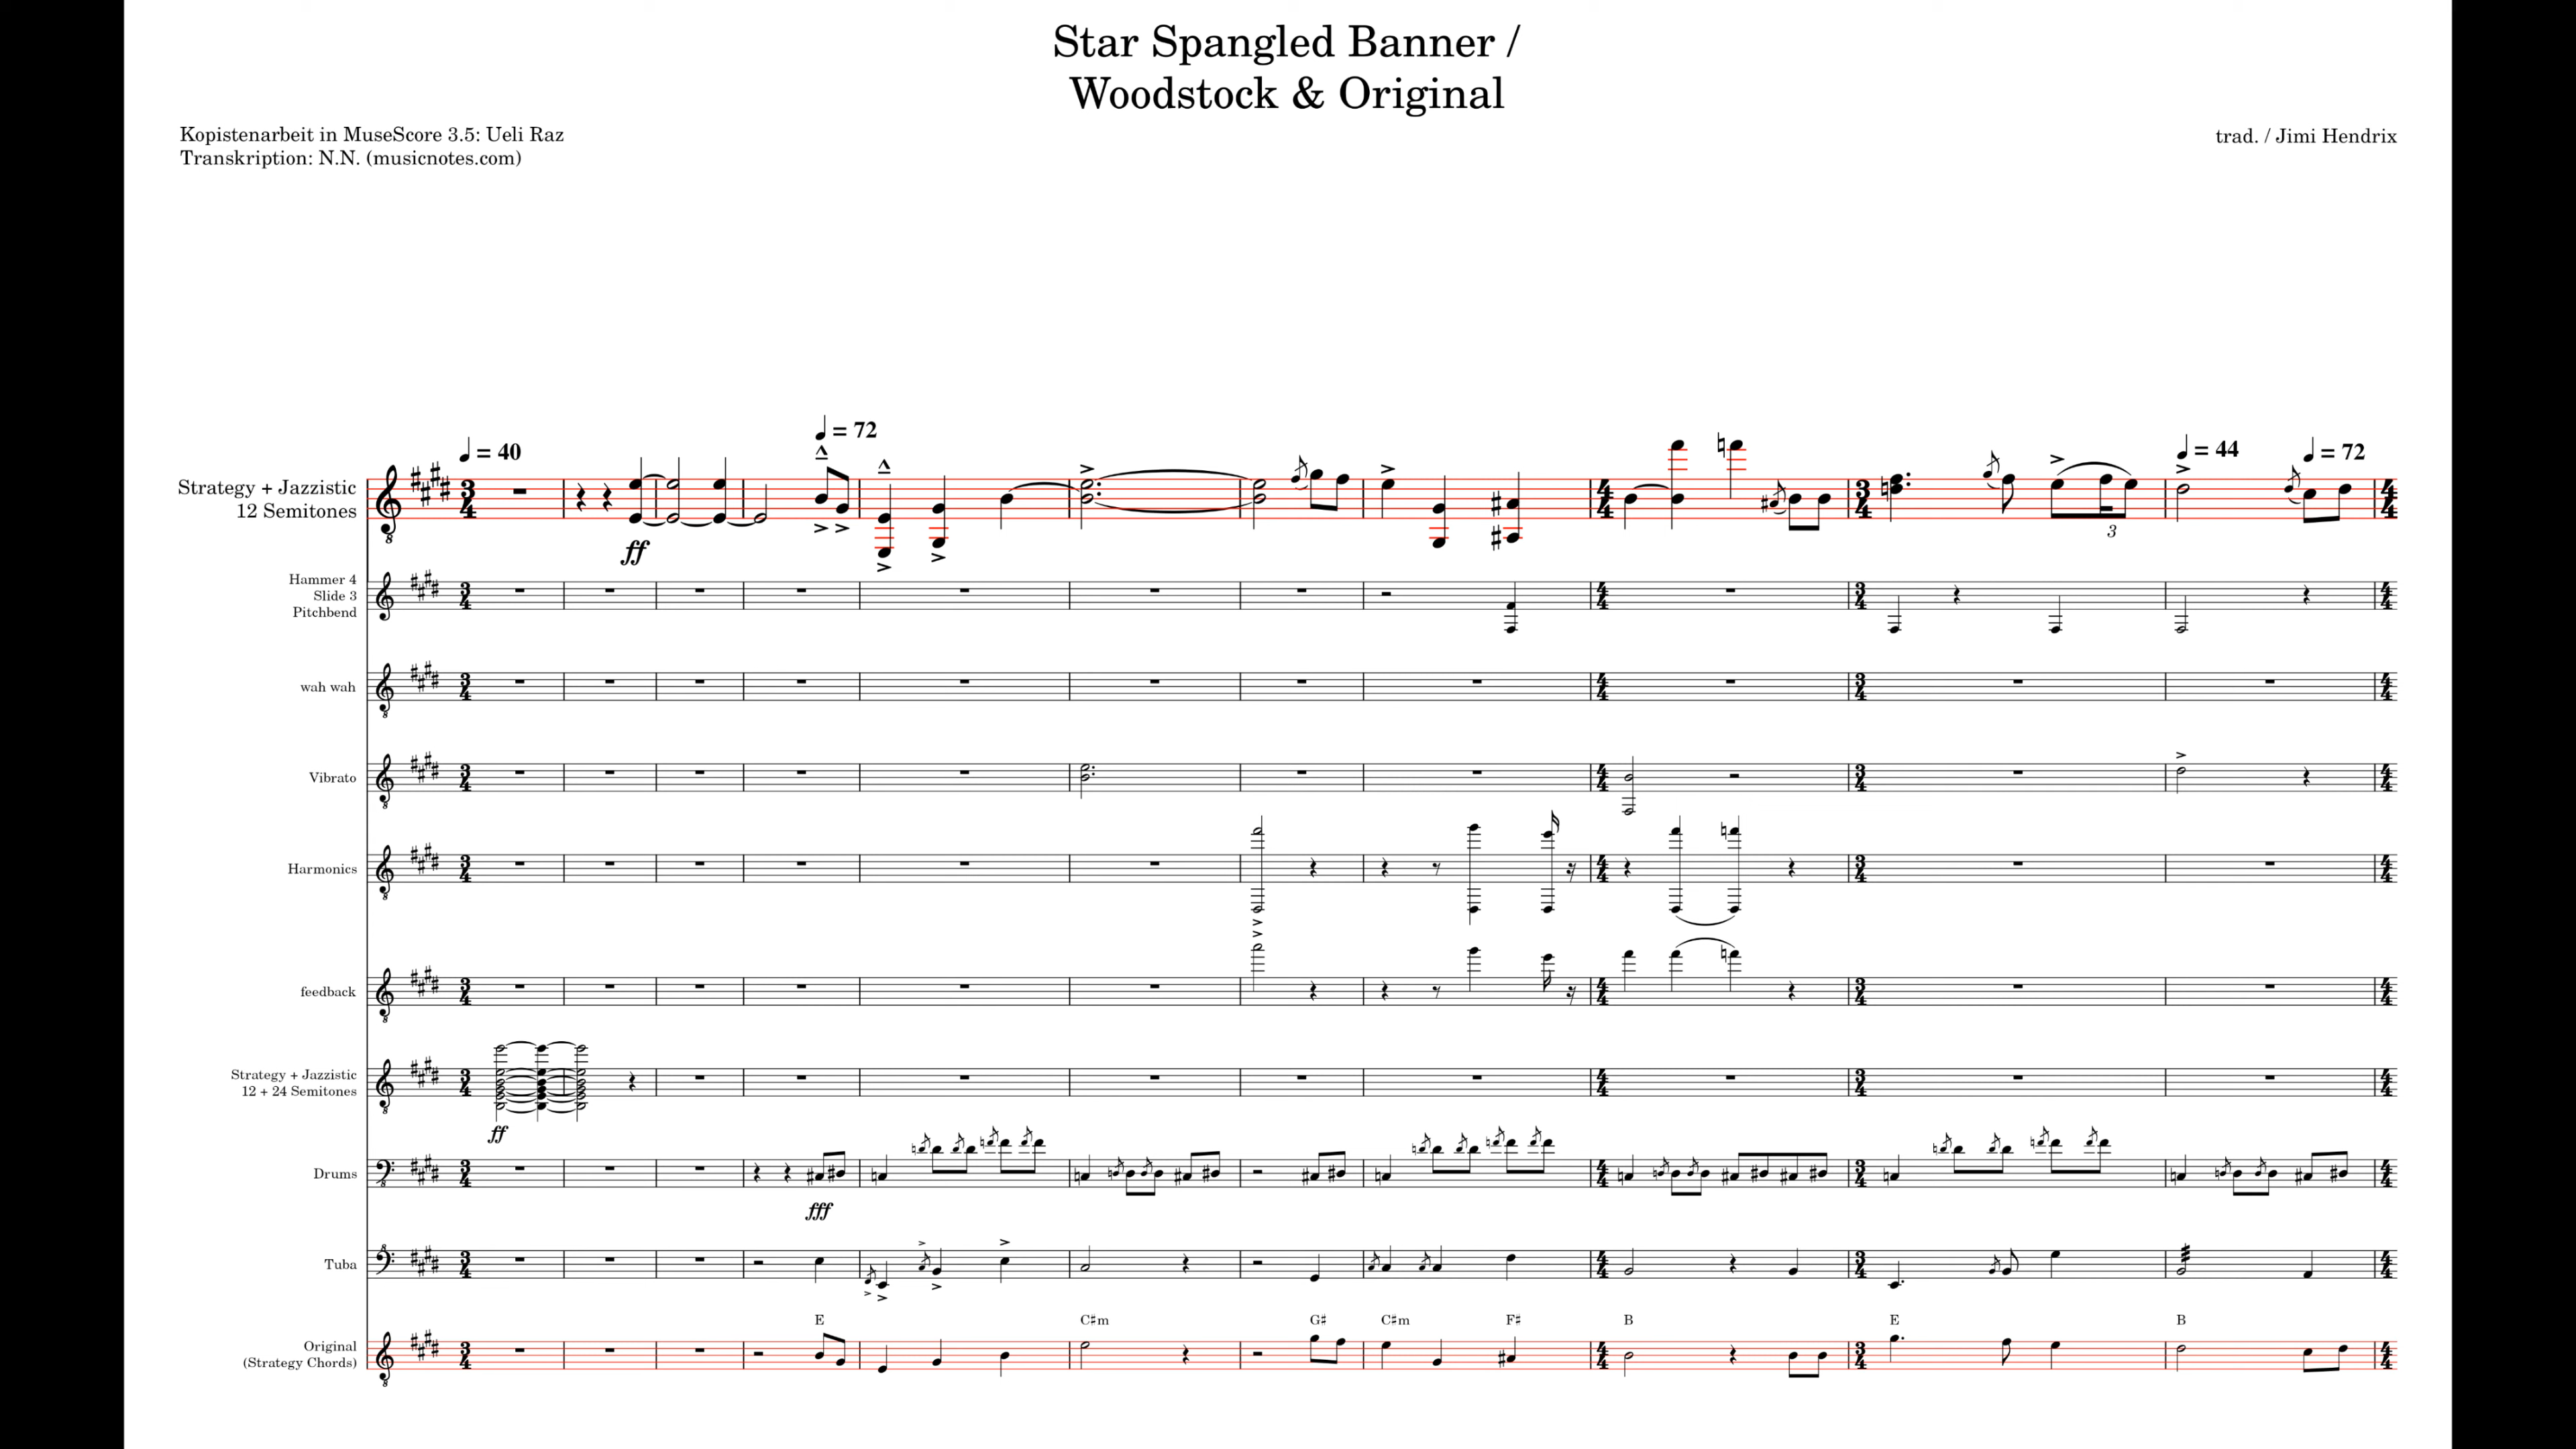 Star Spangled Banner /
Woodstock & Original
Kopistenarbeit in MuseScore 3.5: Ueli Raz
Transkription: N.N. (musicnotes.com)
trad. / Jimi Hendrix
♩ = 40
♩ = 72
♩ = 44
♩ = 72
Strategy + Jazzistic
12 Semitones
ff
3
Hammer 4
Slide 3
Pitchbend
wah wah
Vibrato
Harmonics
feedback
Strategy + Jazzistic
12 + 24 Semitones
ff
Drums
fff
Tuba
E C♯m G♯ C♯m F♯ B E B
Original
(Strategy Chords)